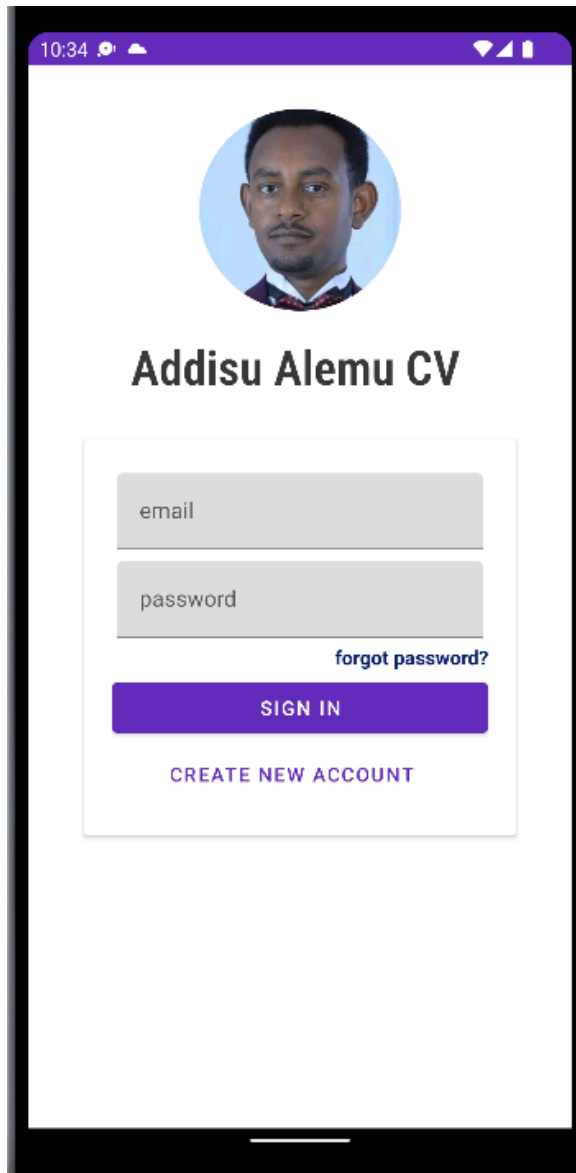 10:34
Addisu Alemu CV
email
password
forgot password?
SIGN IN
CREATE NEW ACCOUNT